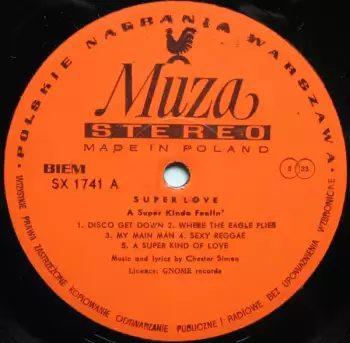 POLSKIE NAGRANIA WARSZAWA
Muza
STEREO
MADE IN POLAND
BIEM
SX 1741 A
33
SUPER LOVE
A Super Kinda Feelin'
1. DISCO GET DOWN 2. WHERE THE EAGLE FLIES
3. MY MAIN MAN 4. SEXY REGGAE
5. A SUPER KIND OF LOVE
Music and lyrics by Chester Simon
Licence: GNOME records
WSZYSTKIE PRAWA ZASTRZEŻONE KOPIOWANIE ODTWARZANIE PUBLICZNE I RADIOWE BEZ UPOWAŻNIENIA WZBRONIONE